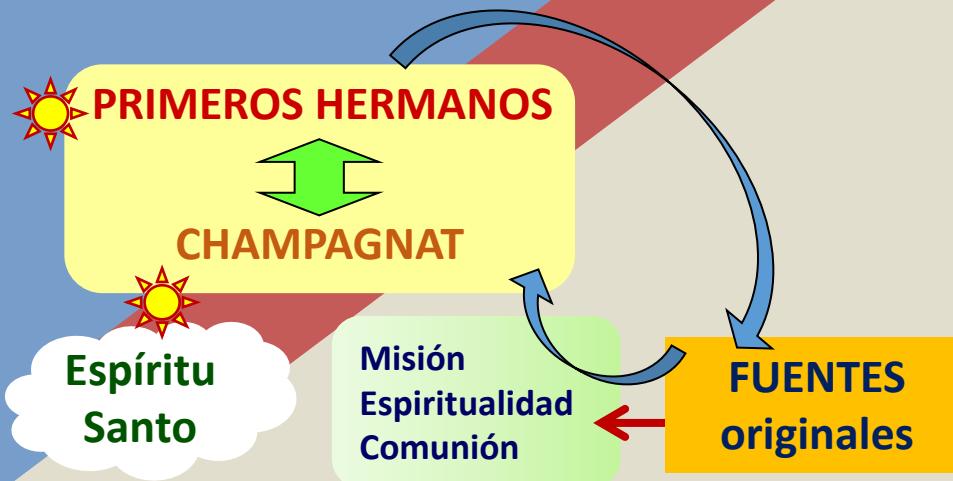 PRIMEROS HERMANOS
CHAMPAGNAT
Espíritu
Santo
Misión
Espiritualidad
Comunión
FUENTES
originales